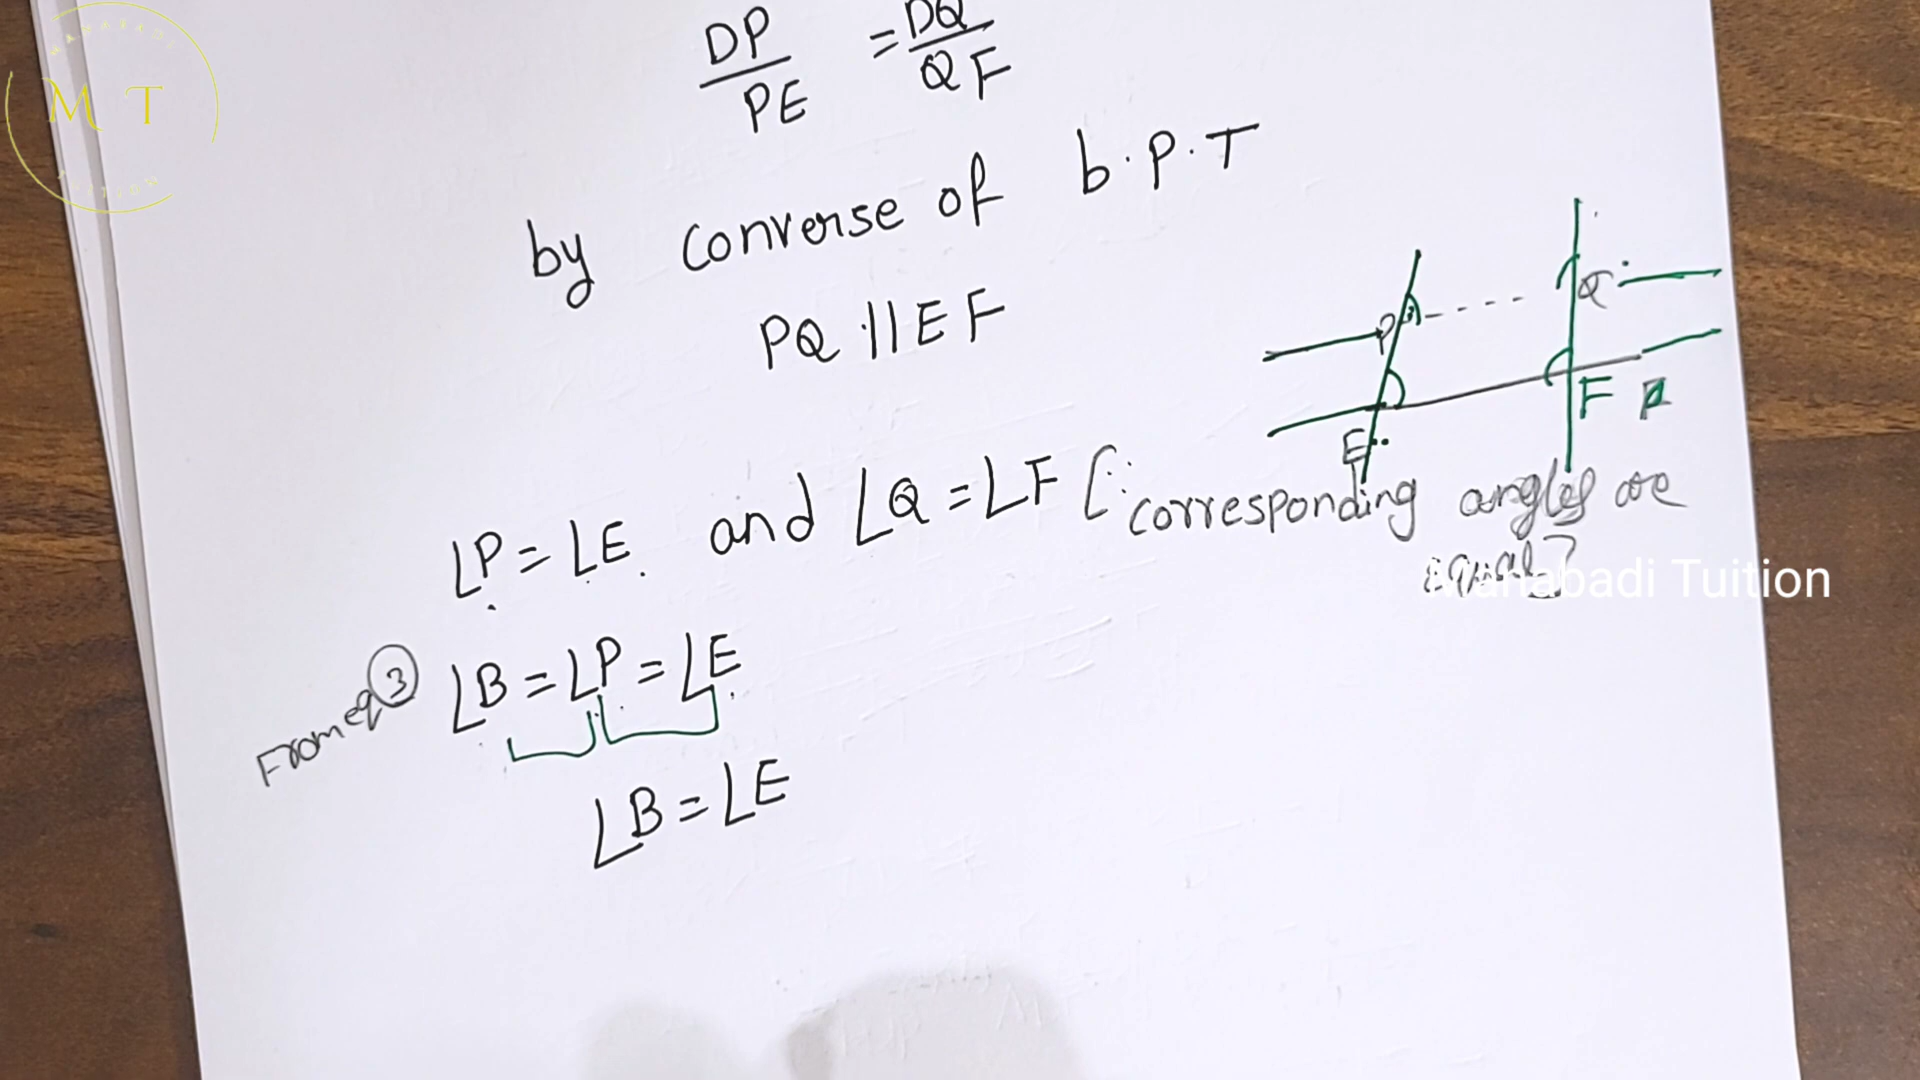 DP/PE = DQ/QF
by converse of b.P.T
PQ || EF
P Q
E F
∠P = ∠E and ∠Q = ∠F [∵ corresponding angles are
equal]
From eq ③ ∠B = ∠P = ∠E
∠B = ∠E
M T
TUITION
Mahabadi Tuition